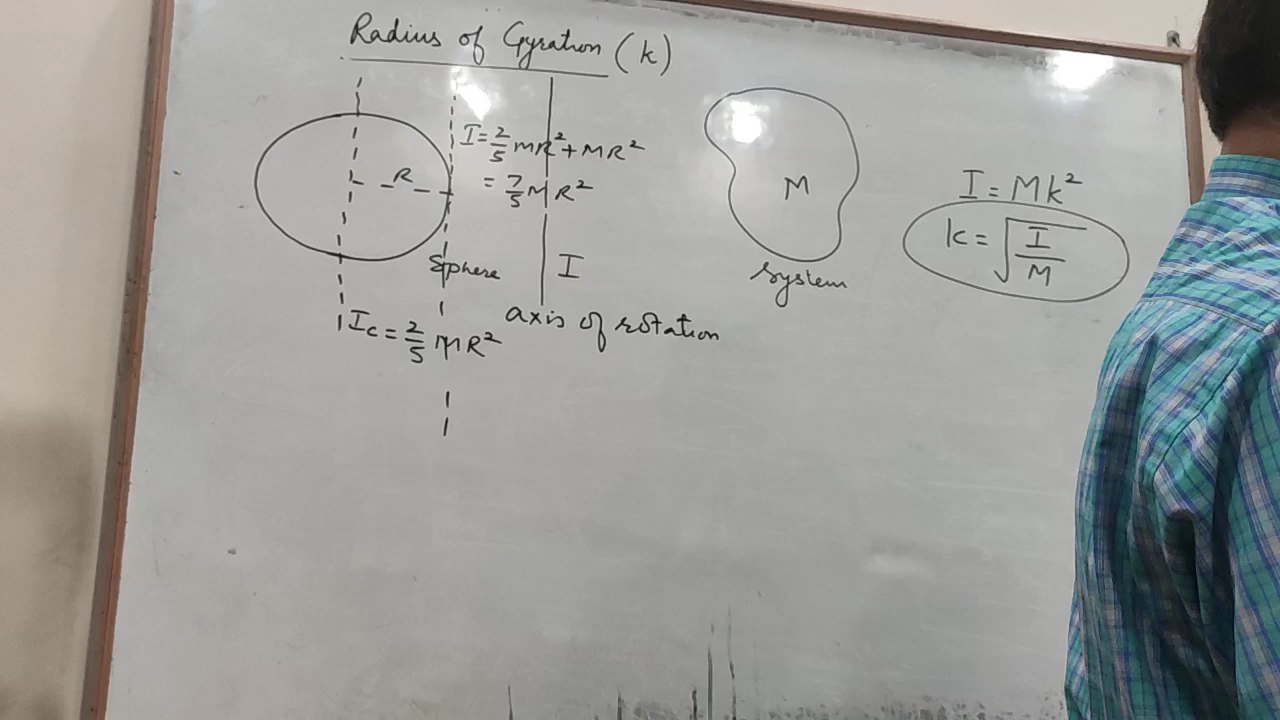 Radius of Gyration (k)
R
I = 2/5 MR² + MR²
= 7/5 MR²
Sphere
I
axis of rotation
I_c = 2/5 MR²
M
System
I = Mk²
k = √(I/M)